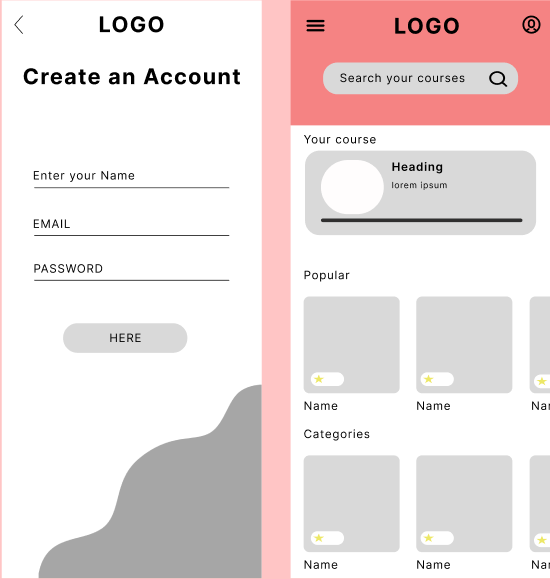 LOGO
Create an Account
Enter your Name
EMAIL
PASSWORD
HERE
LOGO
Search your courses
Your course
Heading
lorem ipsum
Popular
Name
Name
Nar
Categories
Name
Name
Nar